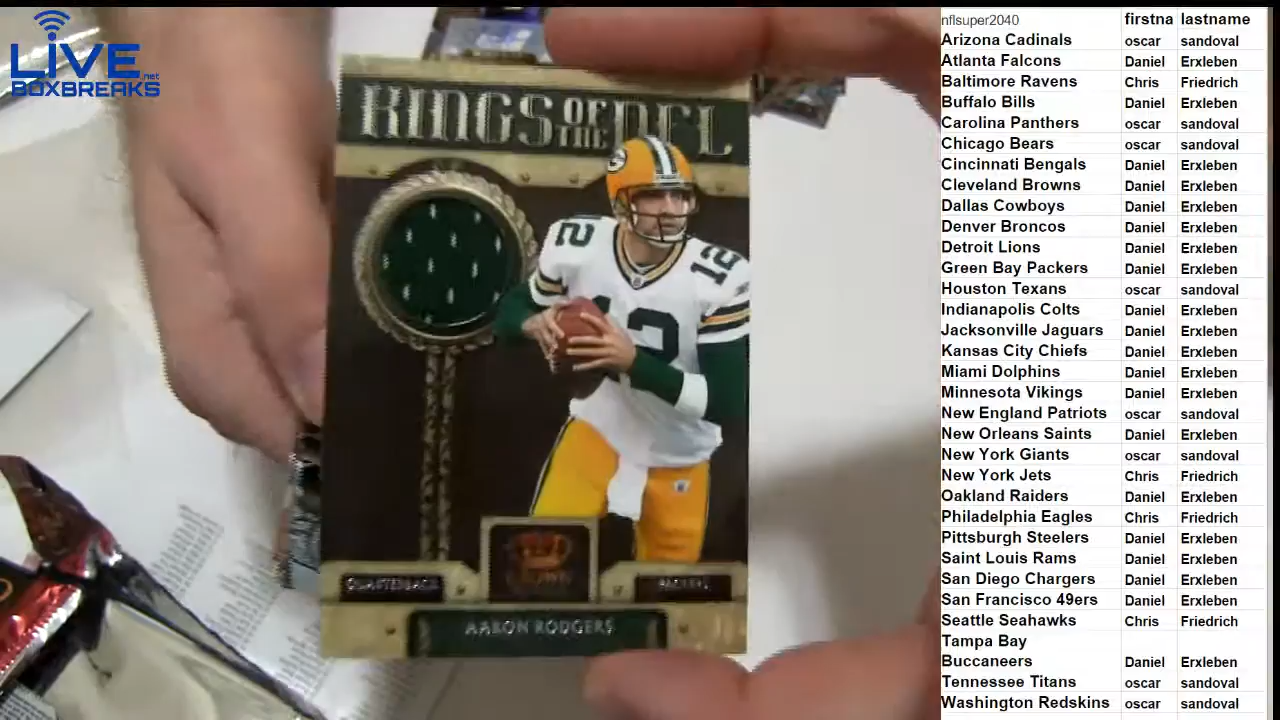 LIVE.net
BOXBREAKS
KINGS OF THE NFL
12
12
12
QUARTERBACK
CROWN
PACKERS
AARON RODGERS
nflsuper2040 firstna lastname
Arizona Cadinals oscar sandoval
Atlanta Falcons Daniel Erxleben
Baltimore Ravens Chris Friedrich
Buffalo Bills Daniel Erxleben
Carolina Panthers oscar sandoval
Chicago Bears oscar sandoval
Cincinnati Bengals Daniel Erxleben
Cleveland Browns Daniel Erxleben
Dallas Cowboys Daniel Erxleben
Denver Broncos Daniel Erxleben
Detroit Lions Daniel Erxleben
Green Bay Packers Daniel Erxleben
Houston Texans oscar sandoval
Indianapolis Colts Daniel Erxleben
Jacksonville Jaguars Daniel Erxleben
Kansas City Chiefs Daniel Erxleben
Miami Dolphins Daniel Erxleben
Minnesota Vikings Daniel Erxleben
New England Patriots oscar sandoval
New Orleans Saints Daniel Erxleben
New York Giants oscar sandoval
New York Jets Chris Friedrich
Oakland Raiders Daniel Erxleben
Philadelphia Eagles Chris Friedrich
Pittsburgh Steelers Daniel Erxleben
Saint Louis Rams Daniel Erxleben
San Diego Chargers Daniel Erxleben
San Francisco 49ers Daniel Erxleben
Seattle Seahawks Chris Friedrich
Tampa Bay
Buccaneers Daniel Erxleben
Tennessee Titans oscar sandoval
Washington Redskins oscar sandoval